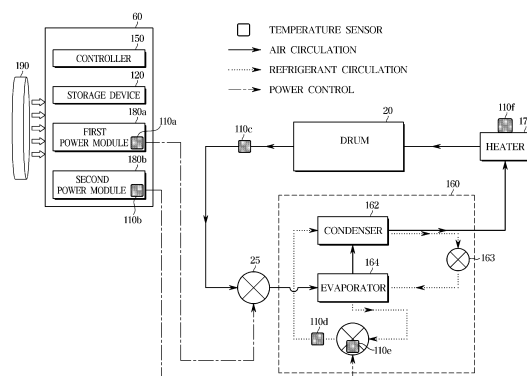 60
150
190
CONTROLLER
120
STORAGE DEVICE
180a
110a
FIRST
POWER MODULE
180b
SECOND
POWER MODULE
110b
TEMPERATURE SENSOR
AIR CIRCULATION
REFRIGERANT CIRCULATION
POWER CONTROL
20
110c
DRUM
110f
17
HEATER
160
162
CONDENSER
163
25
164
EVAPORATOR
110d
110e